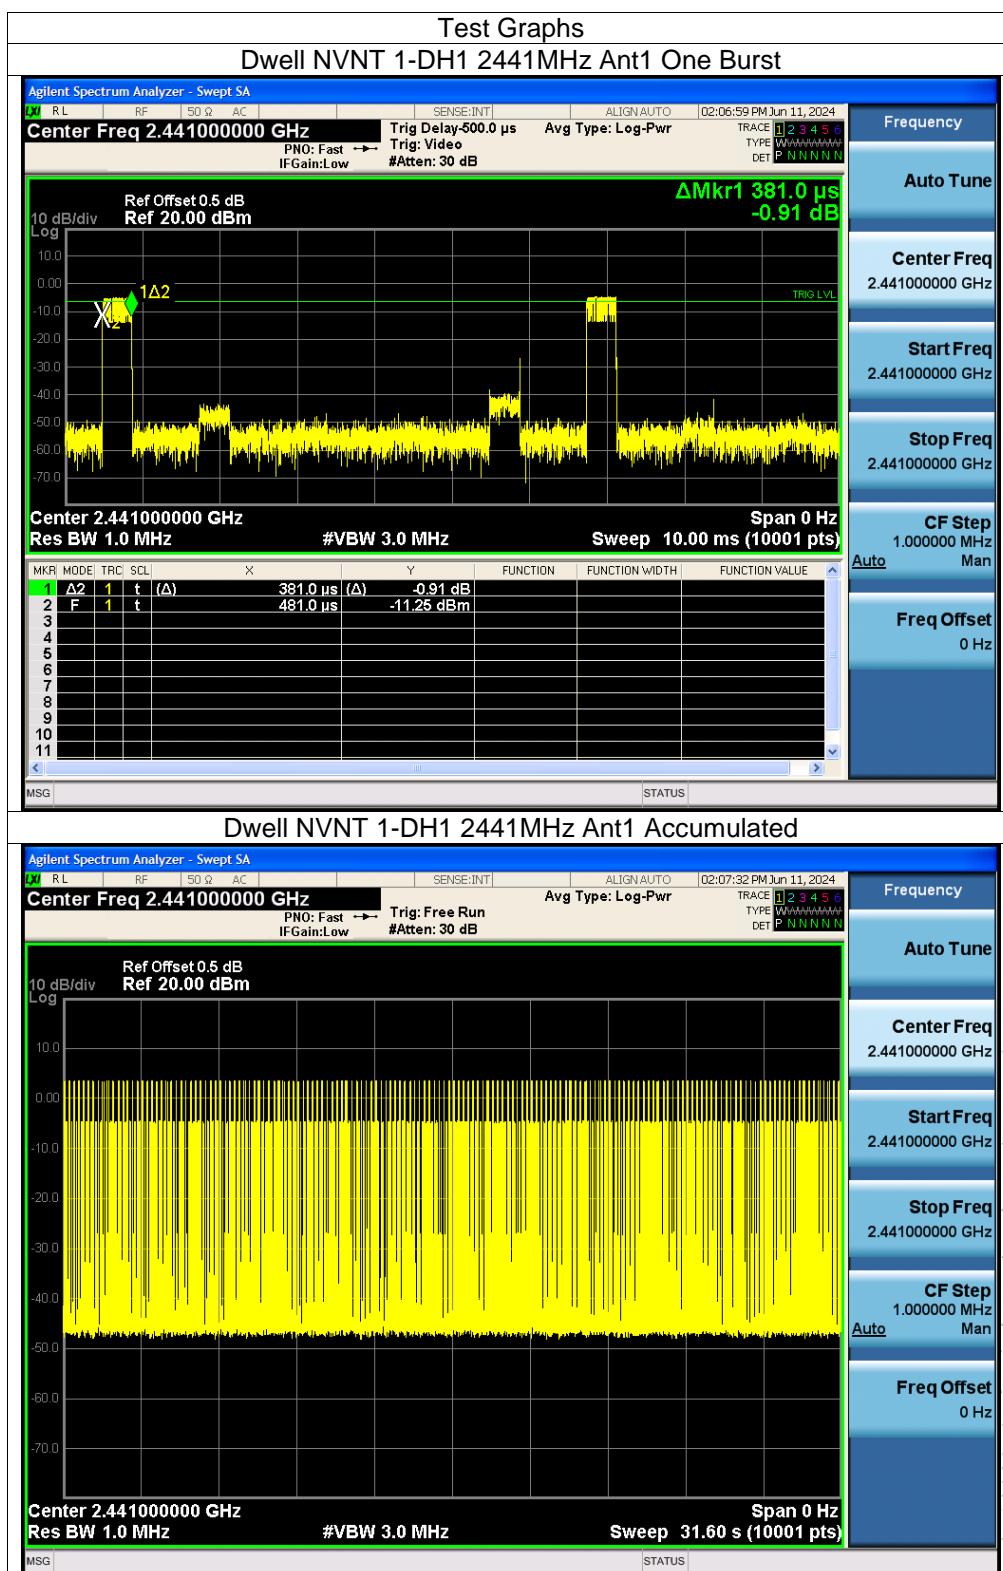 Test Graphs
Dwell NVNT 1-DH1 2441MHz Ant1 One Burst
Agilent Spectrum Analyzer - Swept SA
LXI RL RF 50 Ω AC SENSE:INT ALIGN AUTO 02:06:59 PM Jun 11, 2024
Center Freq 2.441000000 GHz
PNO: Fast
IFGain:Low
Trig Delay-500.0 µs
Trig: Video
#Atten: 30 dB
Avg Type: Log-Pwr
TRACE 1 2 3 4 5 6
TYPE WWWWWW
DET P N N N N N
Frequency
Auto Tune
Center Freq
2.441000000 GHz
Start Freq
2.441000000 GHz
Stop Freq
2.441000000 GHz
CF Step
1.000000 MHz
Auto Man
Freq Offset
0 Hz
ΔMkr1 381.0 µs
-0.91 dB
Ref Offset 0.5 dB
10 dB/div Ref 20.00 dBm
Log
10.0
0.00
-10.0
-20.0
-30.0
-40.0
-50.0
-60.0
-70.0
1Δ2
2
TRIG LVL
Center 2.441000000 GHz Span 0 Hz
Res BW 1.0 MHz #VBW 3.0 MHz Sweep 10.00 ms (10001 pts)
MKR MODE TRC SCL X Y FUNCTION FUNCTION WIDTH FUNCTION VALUE
1 Δ2 1 t (Δ) 381.0 µs (Δ) -0.91 dB
2 F 1 t 481.0 µs -11.25 dBm
3
4
5
6
7
8
9
10
11
MSG STATUS
Dwell NVNT 1-DH1 2441MHz Ant1 Accumulated
Agilent Spectrum Analyzer - Swept SA
LXI RL RF 50 Ω AC SENSE:INT ALIGN AUTO 02:07:32 PM Jun 11, 2024
Center Freq 2.441000000 GHz
PNO: Fast
IFGain:Low
Trig: Free Run
#Atten: 30 dB
Avg Type: Log-Pwr
TRACE 1 2 3 4 5 6
TYPE WWWWWW
DET P N N N N N
Frequency
Auto Tune
Center Freq
2.441000000 GHz
Start Freq
2.441000000 GHz
Stop Freq
2.441000000 GHz
CF Step
1.000000 MHz
Auto Man
Freq Offset
0 Hz
Ref Offset 0.5 dB
10 dB/div Ref 20.00 dBm
Log
10.0
0.00
-10.0
-20.0
-30.0
-40.0
-50.0
-60.0
-70.0
Center 2.441000000 GHz Span 0 Hz
Res BW 1.0 MHz #VBW 3.0 MHz Sweep 31.60 s (10001 pts)
MSG STATUS